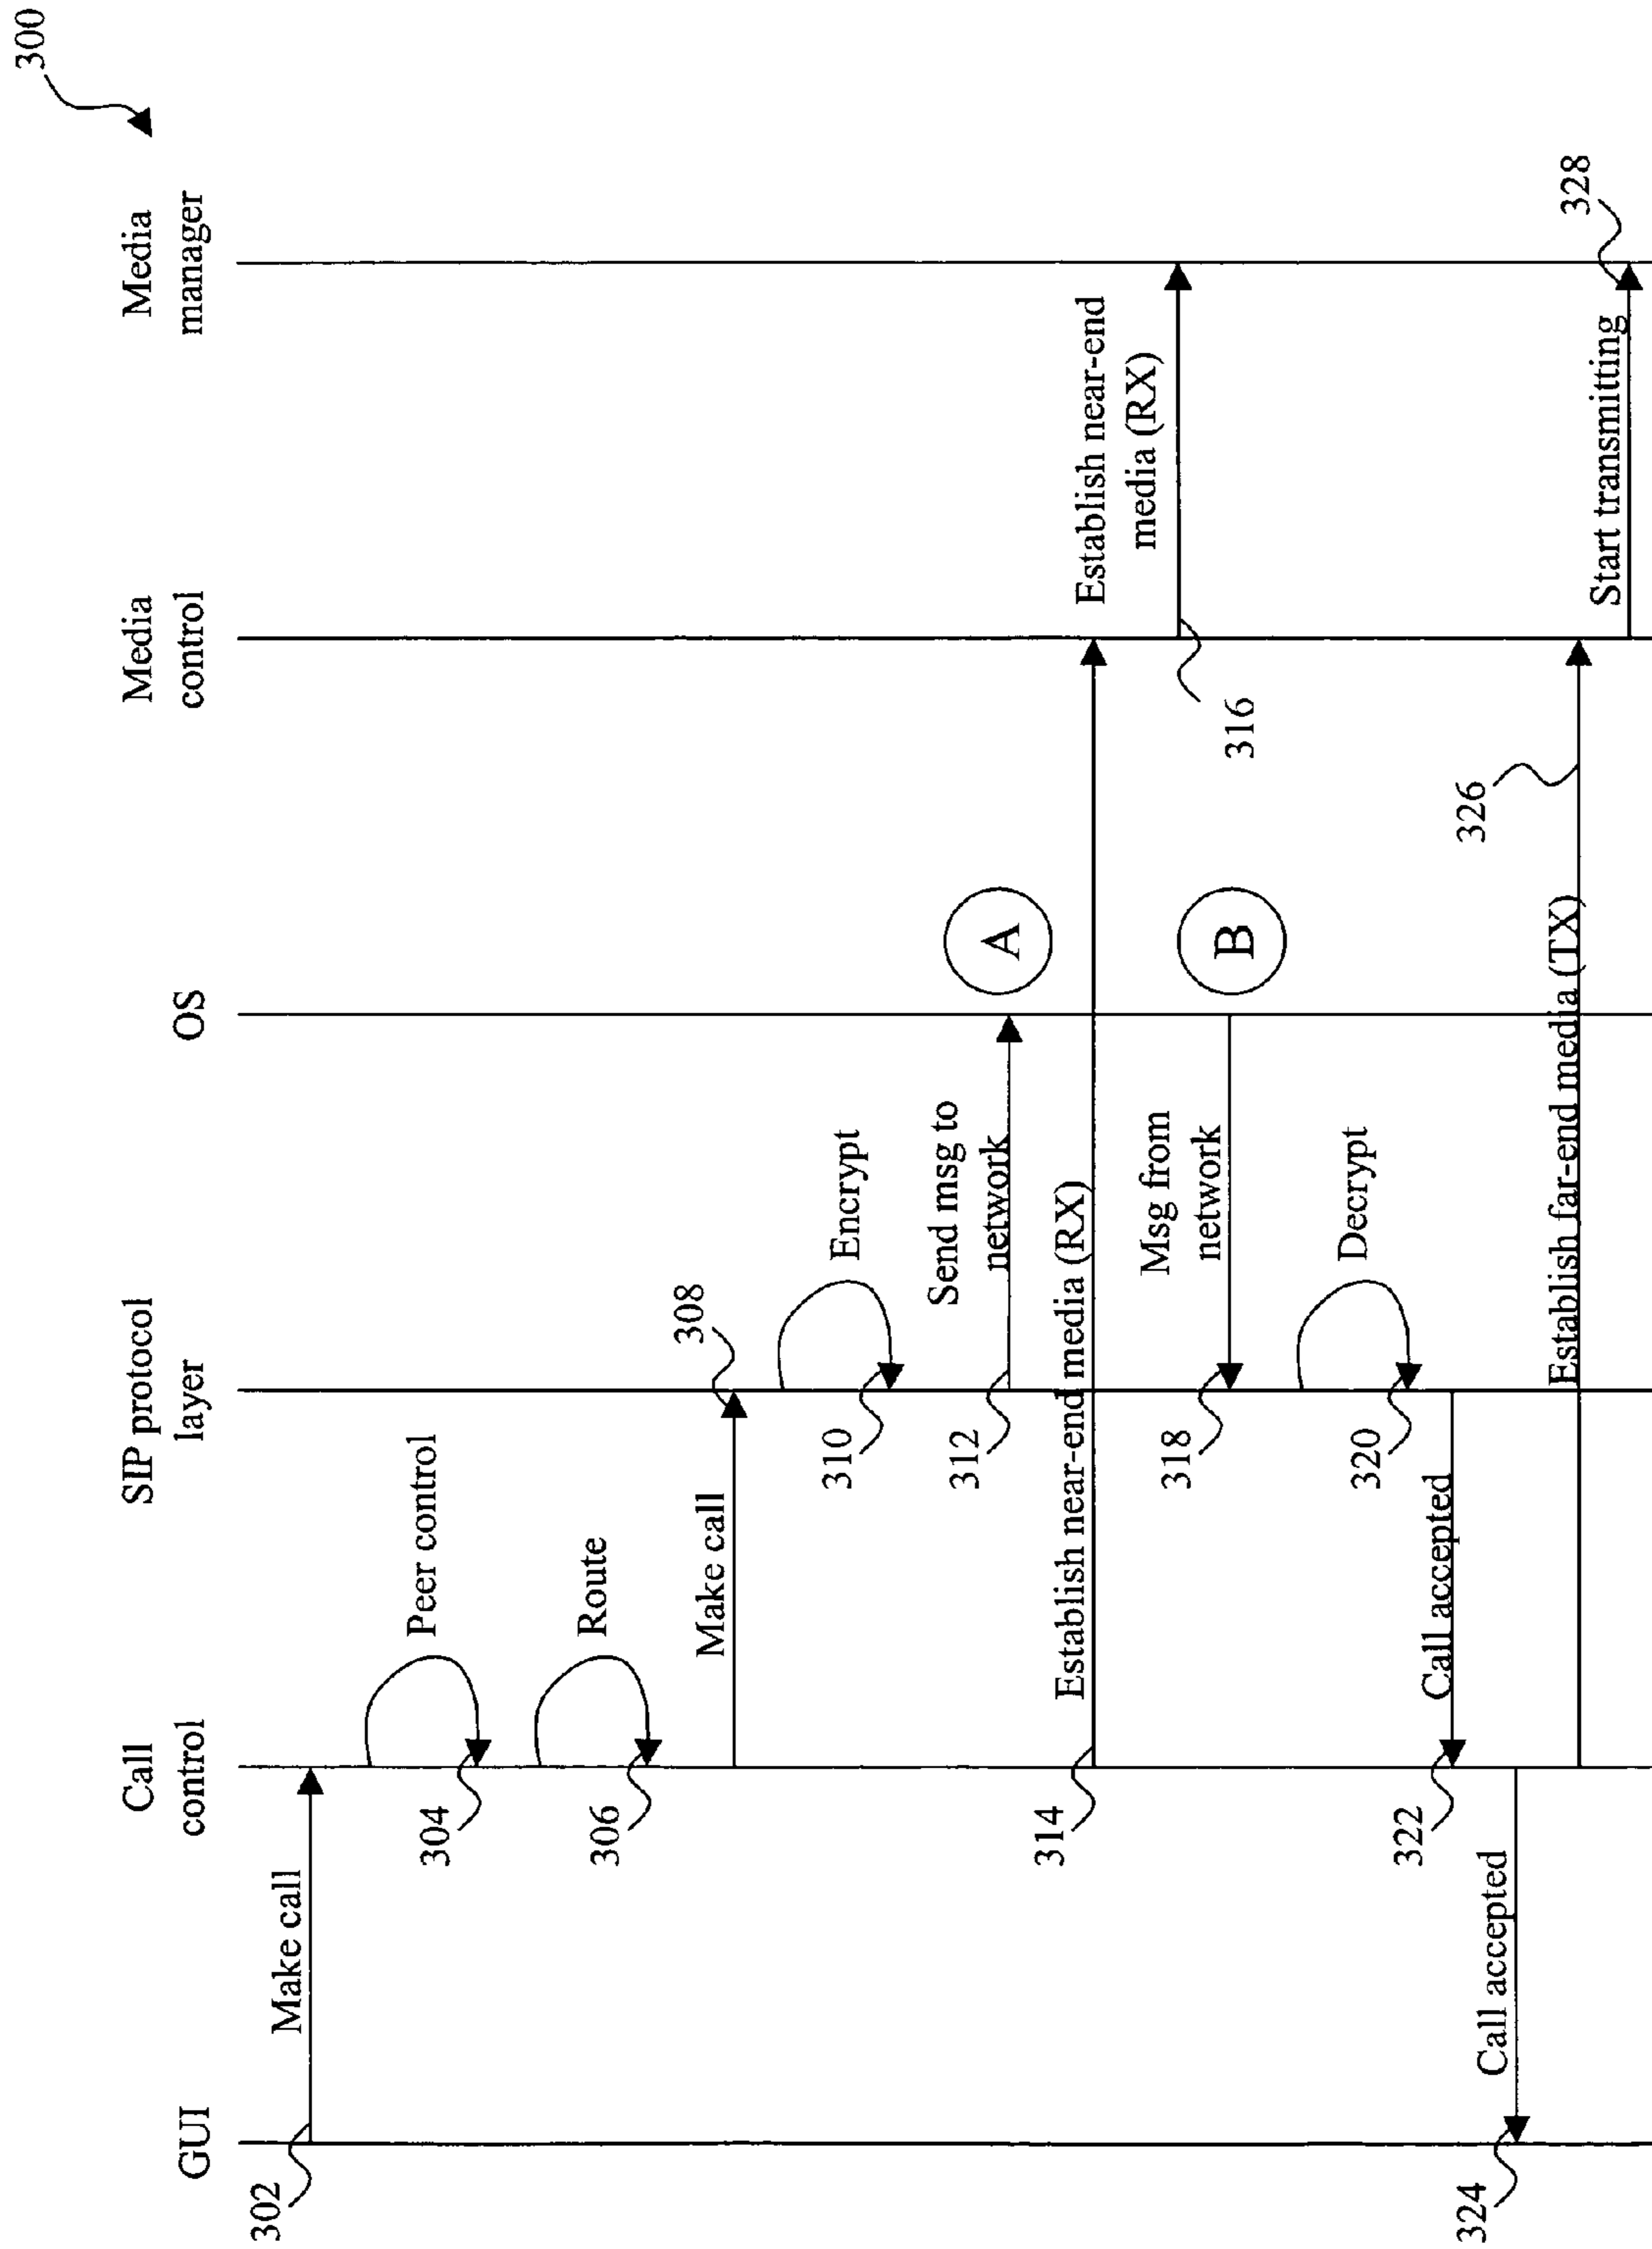 300
GUI
Call
control
SIP protocol
layer
OS
Media
control
Media
manager
302
Make call
304
Peer control
306
Route
Make call
308
310
Encrypt
312
Send msg to
network
A
314
Establish near-end media (RX)
Establish near-end
media (RX)
316
318
Msg from
network
B
320
Decrypt
322
Call accepted
324
Call accepted
Establish far-end media (TX)
326
Start transmitting
328